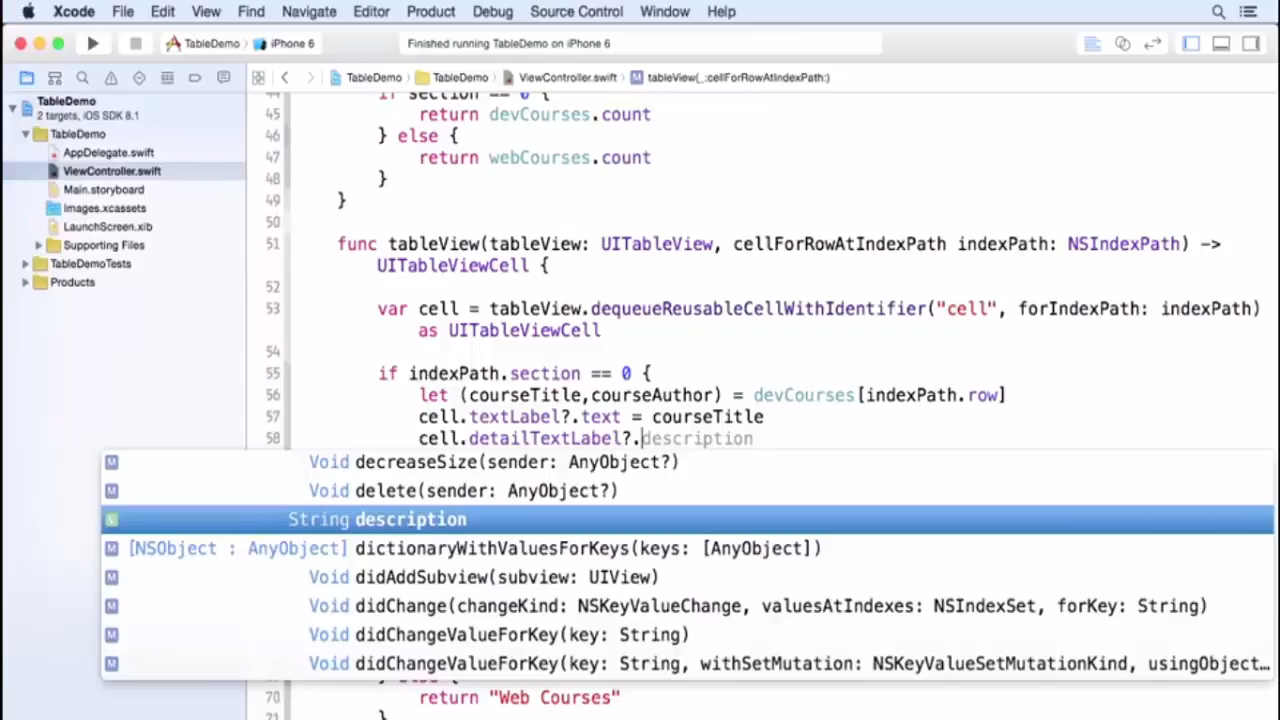 Xcode File Edit View Find Navigate Editor Product Debug Source Control Window Help
TableDemo iPhone 6 Finished running TableDemo on iPhone 6
TableDemo TableDemo ViewController.swift M tableView(_:cellForRowAtIndexPath:)
TableDemo
2 targets, iOS SDK 8.1
TableDemo
AppDelegate.swift
ViewController.swift
Main.storyboard
Images.xcassets
LaunchScreen.xib
Supporting Files
TableDemoTests
Products
44 if section == 0 {
45 return devCourses.count
46 } else {
47 return webCourses.count
48 }
49 }
50
51 func tableView(tableView: UITableView, cellForRowAtIndexPath indexPath: NSIndexPath) ->
UITableViewCell {
52
53 var cell = tableView.dequeueReusableCellWithIdentifier("cell", forIndexPath: indexPath)
as UITableViewCell
54
55 if indexPath.section == 0 {
56 let (courseTitle,courseAuthor) = devCourses[indexPath.row]
57 cell.textLabel?.text = courseTitle
58 cell.detailTextLabel?.description
M Void decreaseSize(sender: AnyObject?)
M Void delete(sender: AnyObject?)
V String description
M [NSObject : AnyObject] dictionaryWithValuesForKeys(keys: [AnyObject])
M Void didAddSubview(subview: UIView)
M Void didChange(changeKind: NSKeyValueChange, valuesAtIndexes: NSIndexSet, forKey: String)
M Void didChangeValueForKey(key: String)
M Void didChangeValueForKey(key: String, withSetMutation: NSKeyValueSetMutationKind, usingObject…
70 return "Web Courses"
71 }